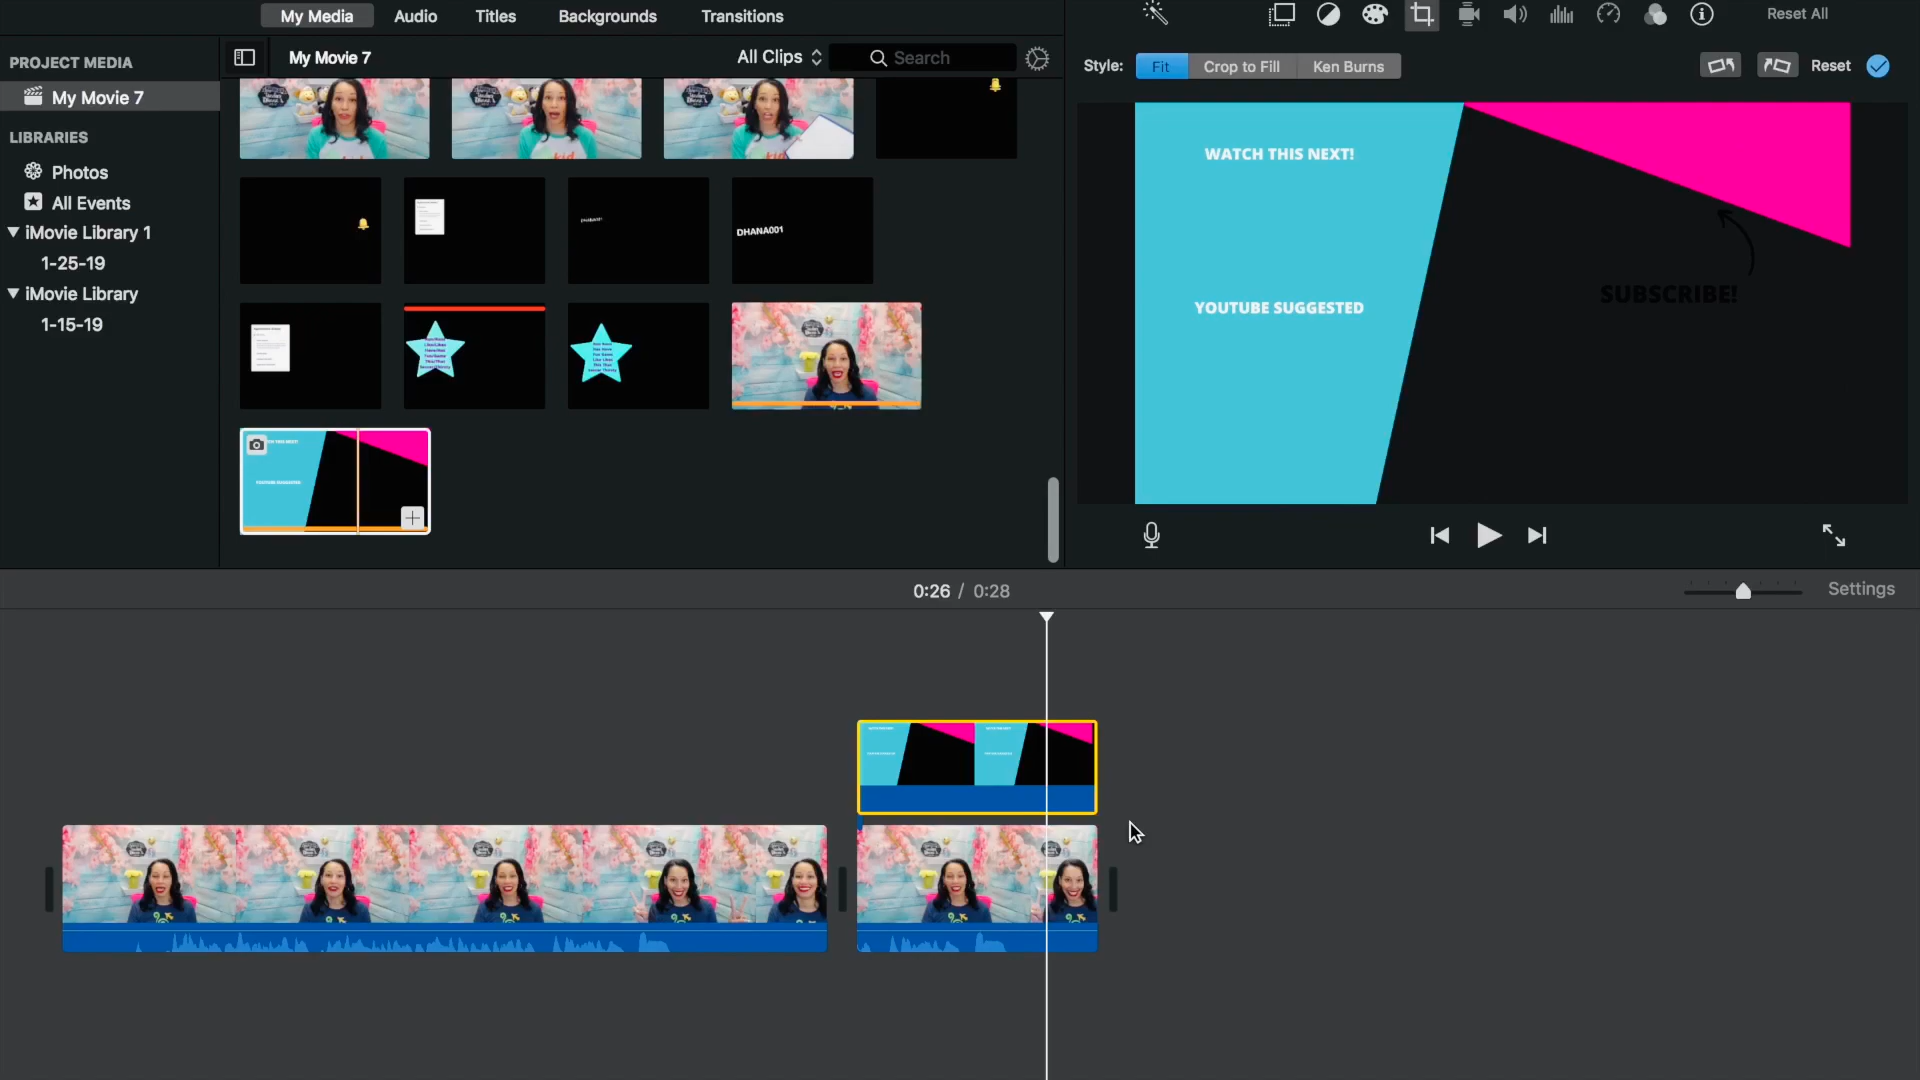 My Media
Audio
Titles
Backgrounds
Transitions
Reset All
PROJECT MEDIA
My Movie 7
All Clips
Search
Style:
Fit
Crop to Fill
Ken Burns
Reset
My Movie 7
LIBRARIES
Photos
All Events
iMovie Library 1
1-25-19
iMovie Library
1-15-19
DHANA001
WATCH THIS NEXT!
YOUTUBE SUGGESTED
SUBSCRIBE!
YOUTUBE SUGGESTED
0:26 / 0:28
Settings